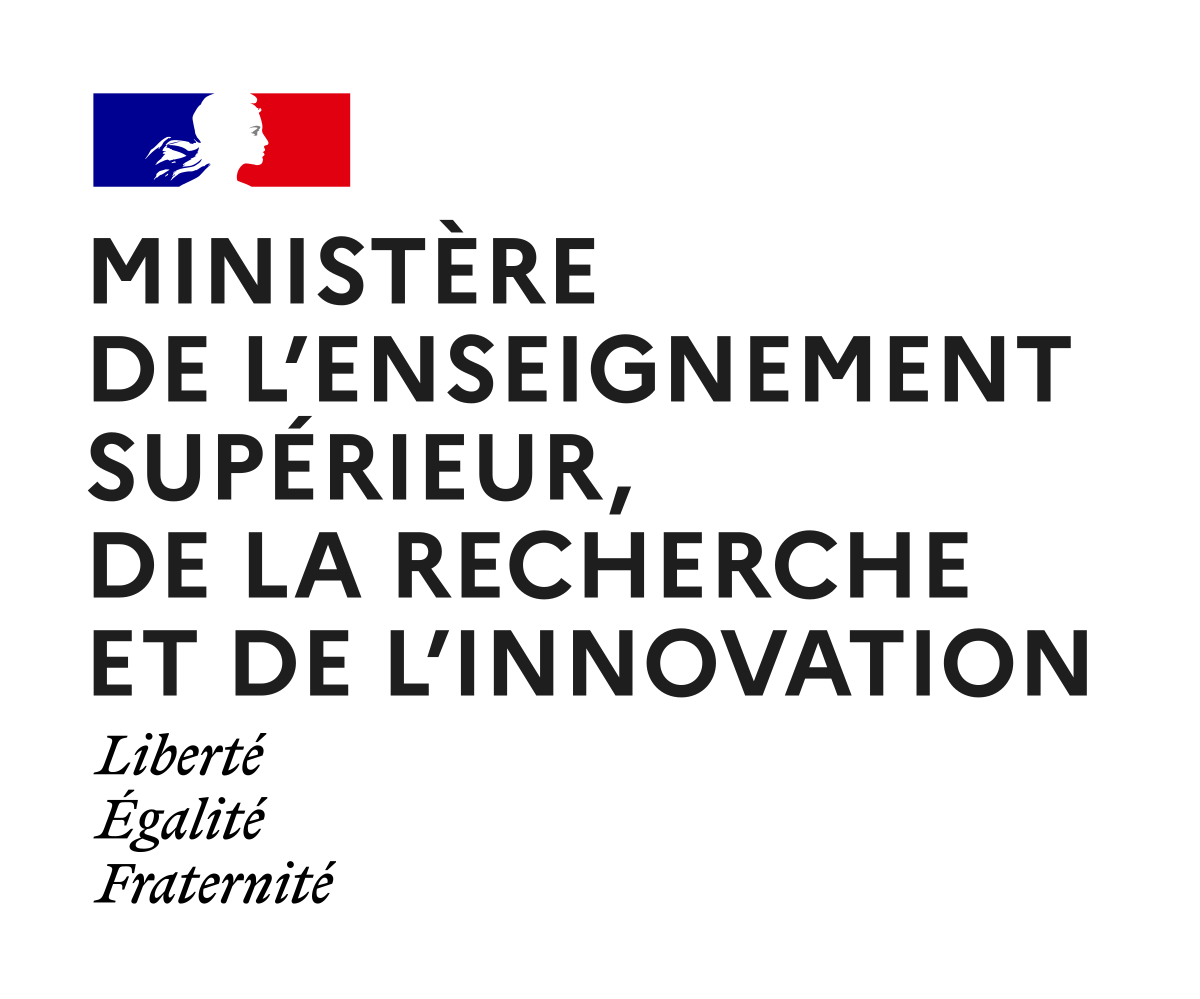 MINISTÈRE
DE L’ENSEIGNEMENT
SUPÉRIEUR,
DE LA RECHERCHE
ET DE L’INNOVATION
Liberté
Égalité
Fraternité